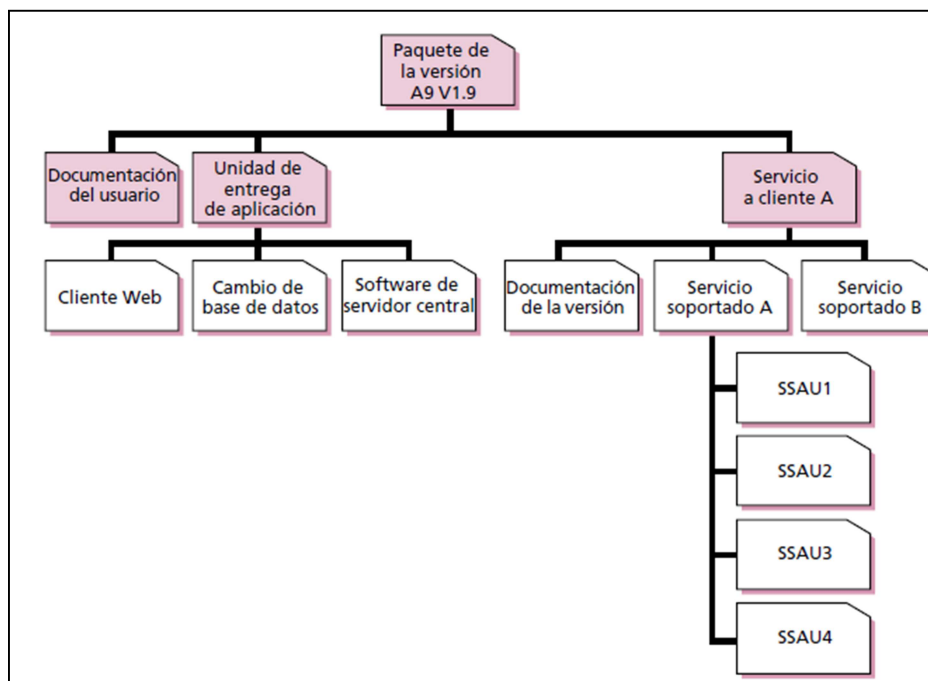 Paquete de
la versión
A9 V1.9
Documentación
del usuario
Unidad de
entrega
de aplicación
Servicio
a cliente A
Cliente Web
Cambio de
base de datos
Software de
servidor central
Documentación
de la versión
Servicio
soportado A
Servicio
soportado B
SSAU1
SSAU2
SSAU3
SSAU4